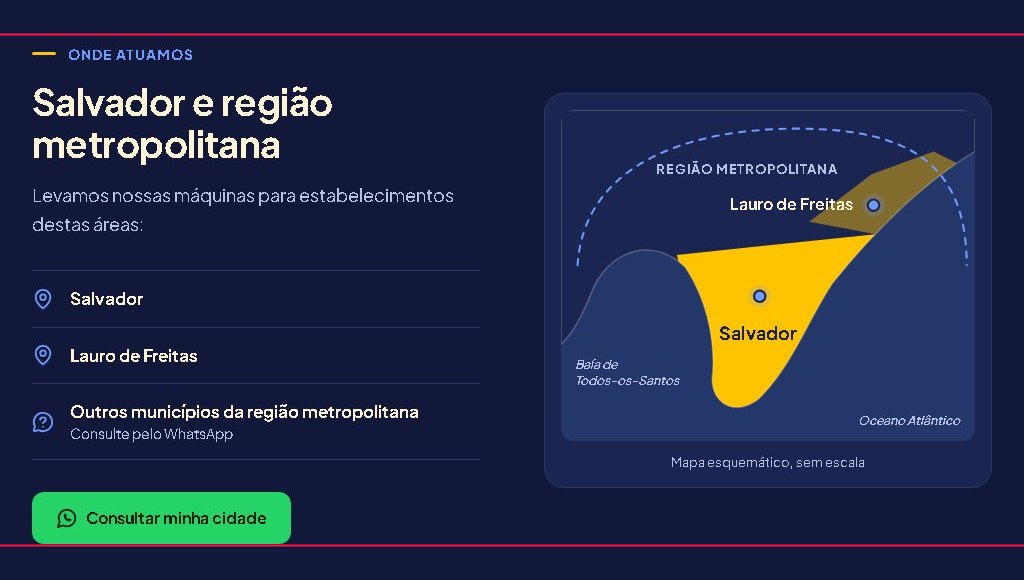 ONDE ATUAMOS
Salvador e região
metropolitana
Levamos nossas máquinas para estabelecimentos
destas áreas:
Salvador
Lauro de Freitas
Outros municípios da região metropolitana
Consulte pelo WhatsApp
Consultar minha cidade
REGIÃO METROPOLITANA
Lauro de Freitas
Salvador
Baía de
Todos-os-Santos
Oceano Atlântico
Mapa esquemático, sem escala